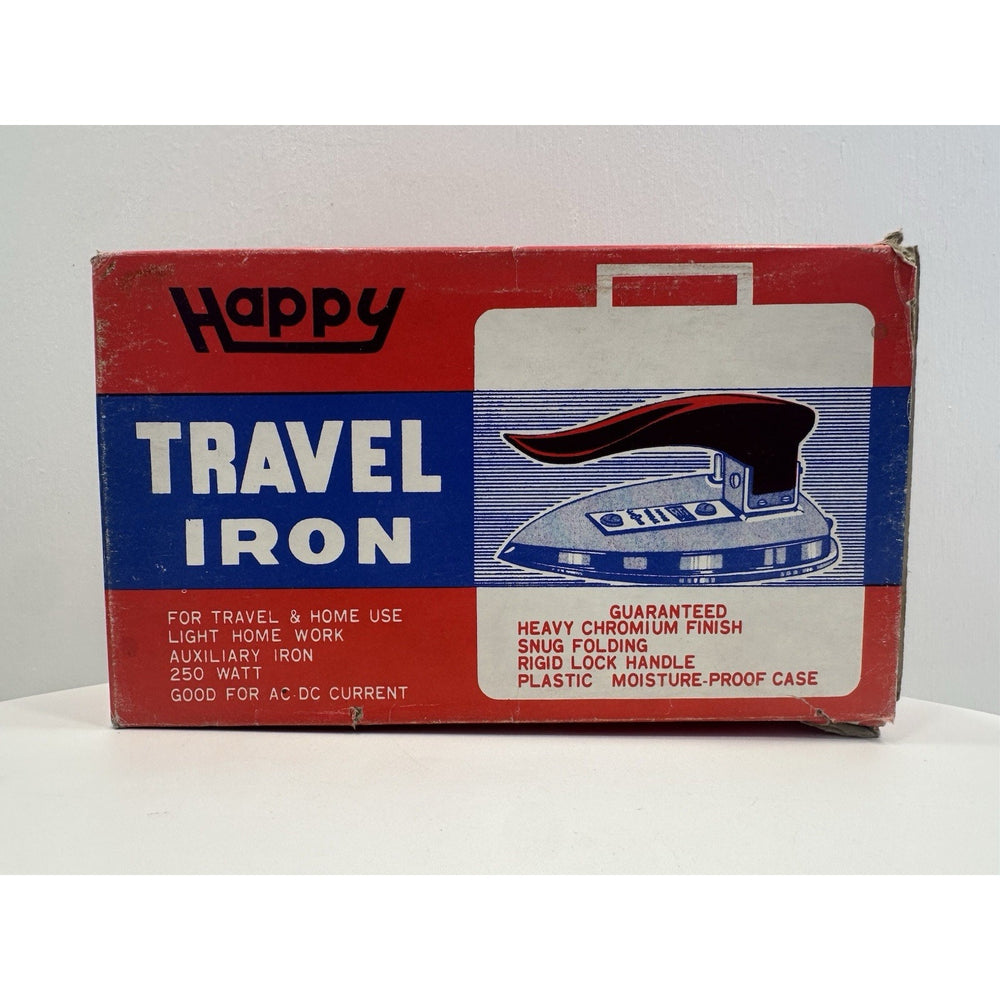 Happy
TRAVEL
IRON
FOR TRAVEL & HOME USE
LIGHT HOME WORK
AUXILIARY IRON
250 WATT
GOOD FOR AC DC CURRENT
GUARANTEED
HEAVY CHROMIUM FINISH
SNUG FOLDING
RIGID LOCK HANDLE
PLASTIC MOISTURE-PROOF CASE